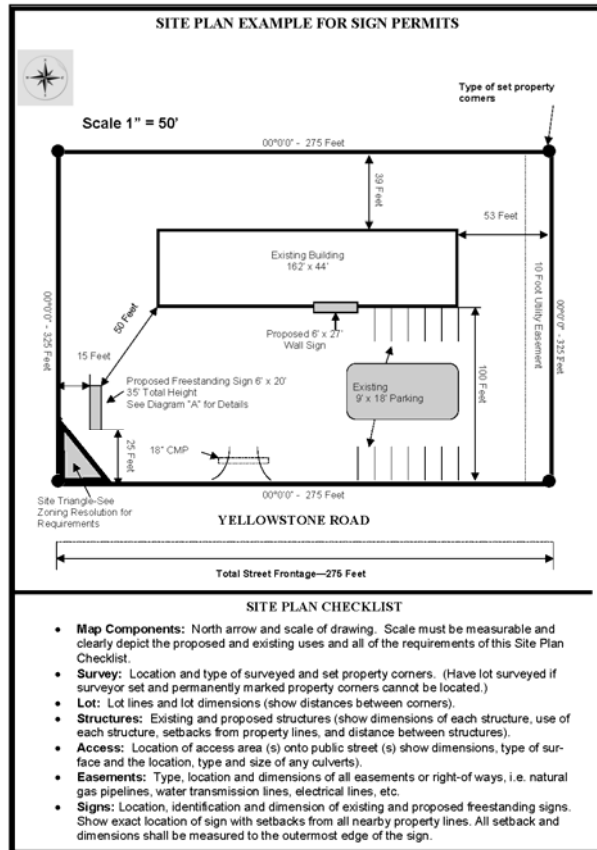 SITE PLAN EXAMPLE FOR SIGN PERMITS
Type of set property
corners
Scale 1" = 50'
00°0'0" - 275 Feet
39 Feet
53 Feet
Existing Building
162' x 44'
10 Foot Utility Easement
00°0'0" - 325 Feet
00°0'0" - 325 Feet
50 Feet
Proposed 6' x 27'
Wall Sign
15 Feet
Proposed Freestanding Sign 6' x 20'
35' Total Height
See Diagram "A" for Details
Existing
9' x 18' Parking
100 Feet
25 Feet
18" CMP
Site Triangle-See
Zoning Resolution for
Requirements
00°0'0" - 275 Feet
YELLOWSTONE ROAD
Total Street Frontage—275 Feet
SITE PLAN CHECKLIST
• Map Components: North arrow and scale of drawing. Scale must be measurable and
clearly depict the proposed and existing uses and all of the requirements of this Site Plan
Checklist.
• Survey: Location and type of surveyed and set property corners. (Have lot surveyed if
surveyor set and permanently marked property corners cannot be located.)
• Lot: Lot lines and lot dimensions (show distances between corners).
• Structures: Existing and proposed structures (show dimensions of each structure, use of
each structure, setbacks from property lines, and distance between structures).
• Access: Location of access area (s) onto public street (s) show dimensions, type of sur-
face and the location, type and size of any culverts).
• Easements: Type, location and dimensions of all easements or right-of ways, i.e. natural
gas pipelines, water transmission lines, electrical lines, etc.
• Signs: Location, identification and dimension of existing and proposed freestanding signs.
Show exact location of sign with setbacks from all nearby property lines. All setback and
dimensions shall be measured to the outermost edge of the sign.